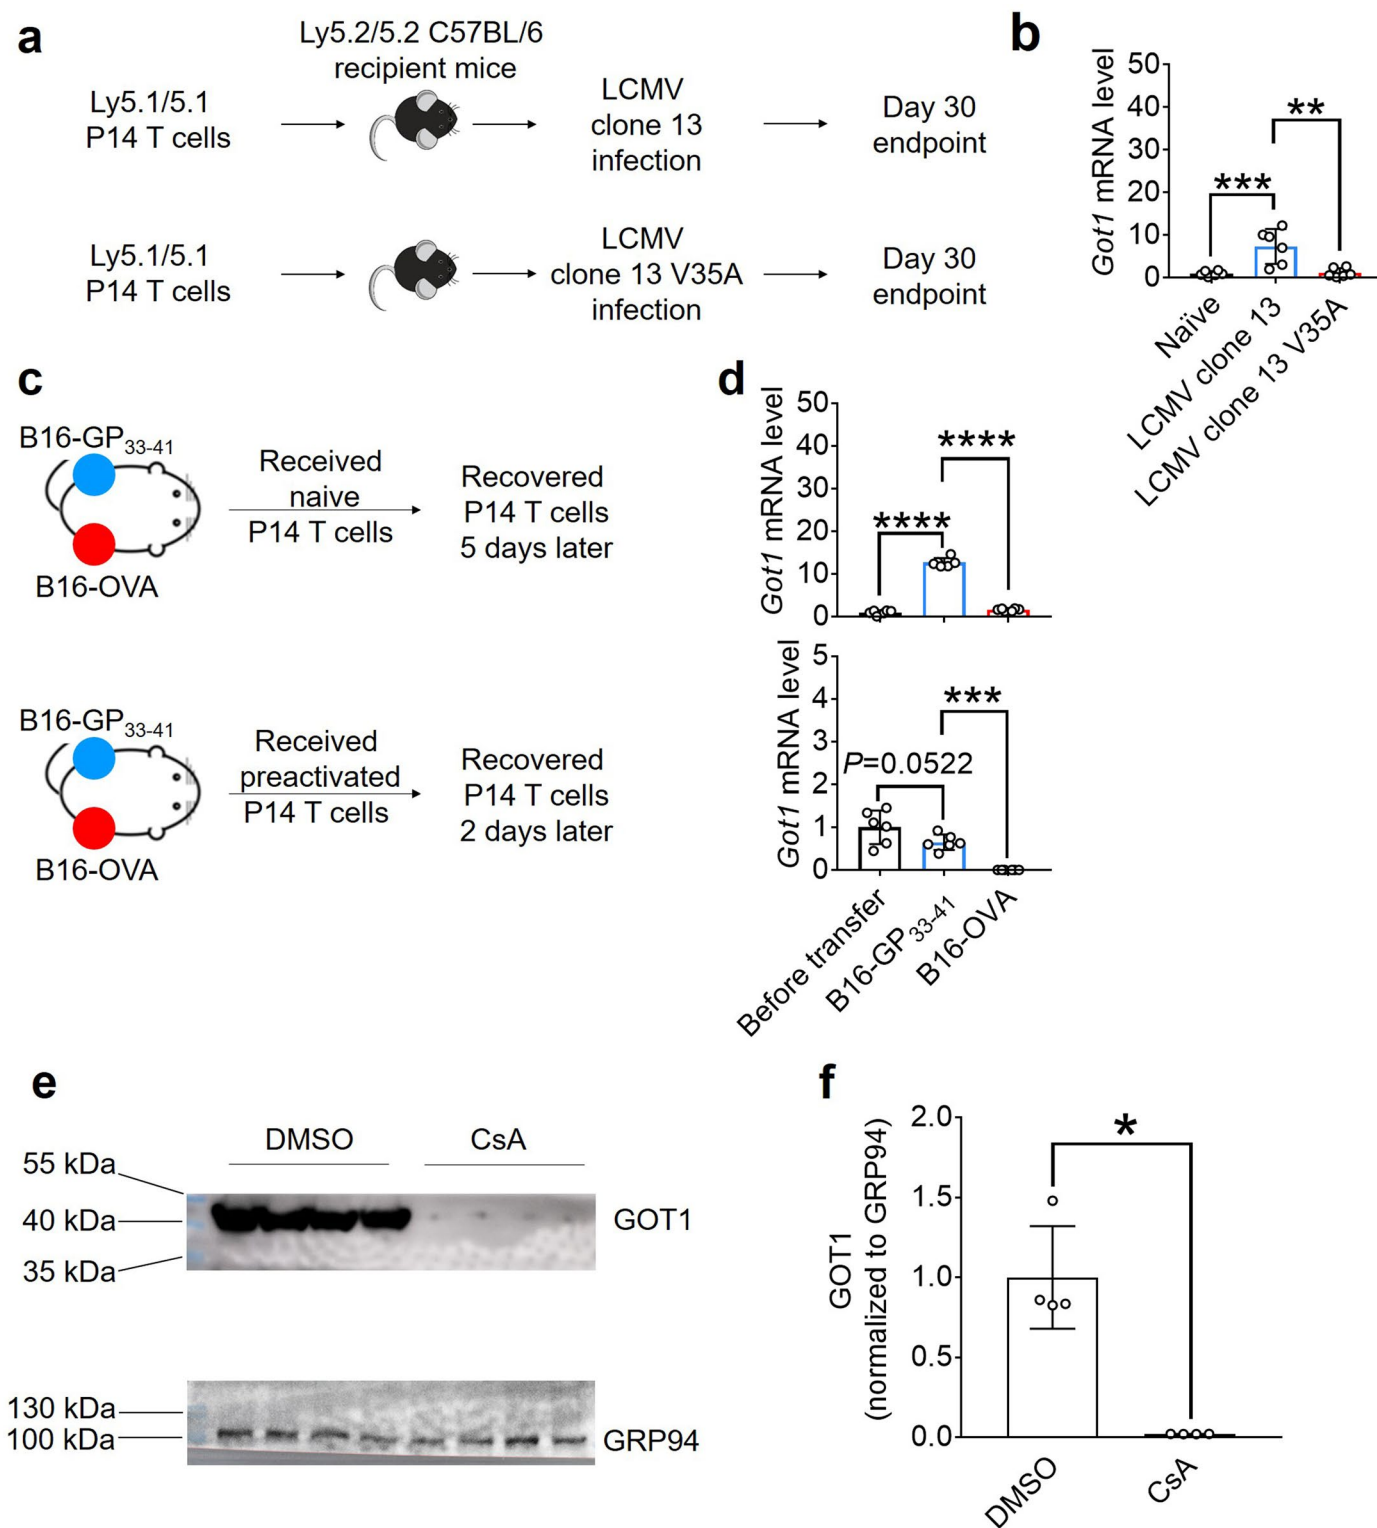 a
Ly5.2/5.2 C57BL/6
recipient mice
Ly5.1/5.1
P14 T cells
LCMV
clone 13
infection
Day 30
endpoint
Ly5.1/5.1
P14 T cells
LCMV
clone 13 V35A
infection
Day 30
endpoint
b
Got1 mRNA level
50
40
30
20
10
0
***
**
Naïve
LCMV clone 13
LCMV clone 13 V35A
c
B16-GP33-41
B16-OVA
Received
naive
P14 T cells
Recovered
P14 T cells
5 days later
B16-GP33-41
B16-OVA
Received
preactivated
P14 T cells
Recovered
P14 T cells
2 days later
d
Got1 mRNA level
50
40
30
20
10
0
****
****
Got1 mRNA level
5
4
3
2
1
0
P=0.0522
***
Before transfer
B16-GP33-41
B16-OVA
e
DMSO
CsA
55 kDa
40 kDa
35 kDa
GOT1
130 kDa
100 kDa
GRP94
f
GOT1
(normalized to GRP94)
2.0
1.5
1.0
0.5
0.0
*
DMSO
CsA